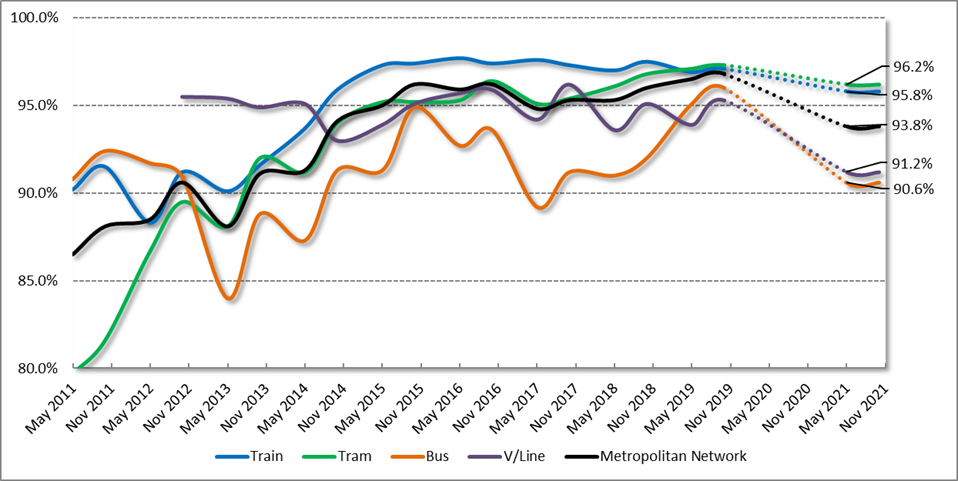 100.0%
95.0%
90.0%
85.0%
80.0%
96.2%
95.8%
93.8%
91.2%
90.6%
May 2011
Nov 2011
May 2012
Nov 2012
May 2013
Nov 2013
May 2014
Nov 2014
May 2015
Nov 2015
May 2016
Nov 2016
May 2017
Nov 2017
May 2018
Nov 2018
May 2019
Nov 2019
May 2020
Nov 2020
May 2021
Nov 2021
Train Tram Bus V/Line Metropolitan Network